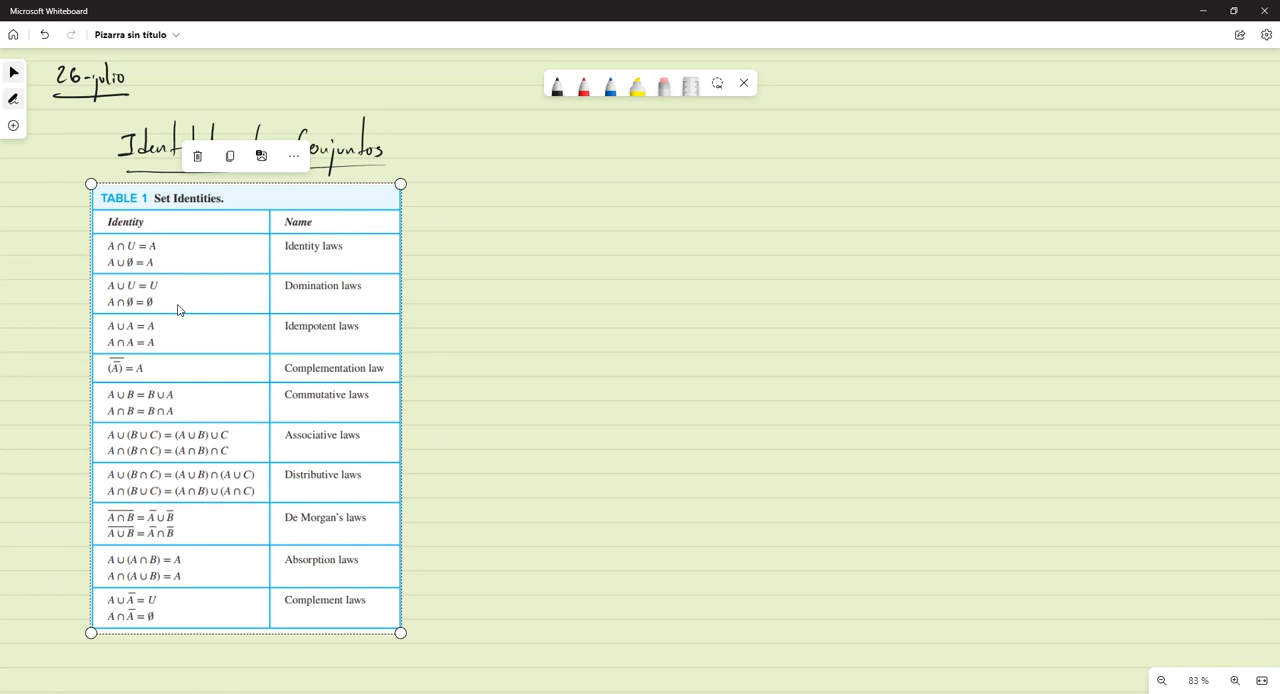 Microsoft Whiteboard
Pizarra sin título
26-julio
Conjuntos
TABLE 1 Set Identities.
Identity Name
A ∩ U = A Identity laws
A ∪ ∅ = A
A ∪ U = U Domination laws
A ∩ ∅ = ∅
A ∪ A = A Idempotent laws
A ∩ A = A
(A̿) = A Complementation law
A ∪ B = B ∪ A Commutative laws
A ∩ B = B ∩ A
A ∪ (B ∪ C) = (A ∪ B) ∪ C Associative laws
A ∩ (B ∩ C) = (A ∩ B) ∩ C
A ∪ (B ∩ C) = (A ∪ B) ∩ (A ∪ C) Distributive laws
A ∩ (B ∪ C) = (A ∩ B) ∪ (A ∩ C)
A̅ ̅∩̅ ̅B̅ = A̅ ∪ B̅ De Morgan's laws
A̅ ̅∪̅ ̅B̅ = A̅ ∩ B̅
A ∪ (A ∩ B) = A Absorption laws
A ∩ (A ∪ B) = A
A ∪ A̅ = U Complement laws
A ∩ A̅ = ∅
83 %